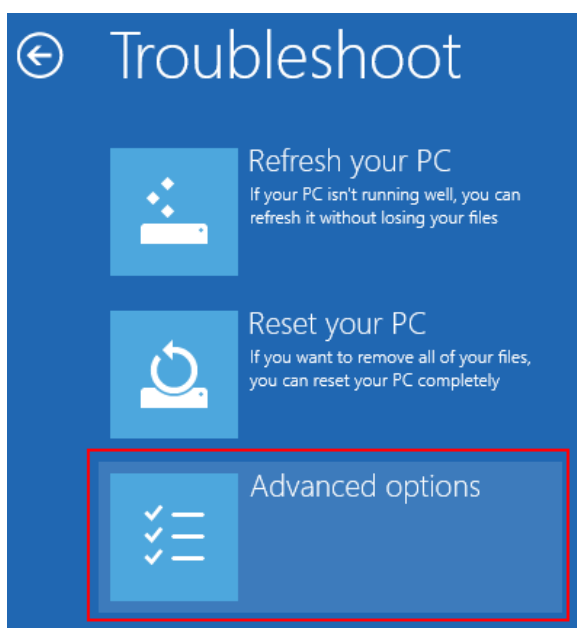 Troubleshoot
Refresh your PC
If your PC isn't running well, you can
refresh it without losing your files
Reset your PC
If you want to remove all of your files,
you can reset your PC completely
Advanced options